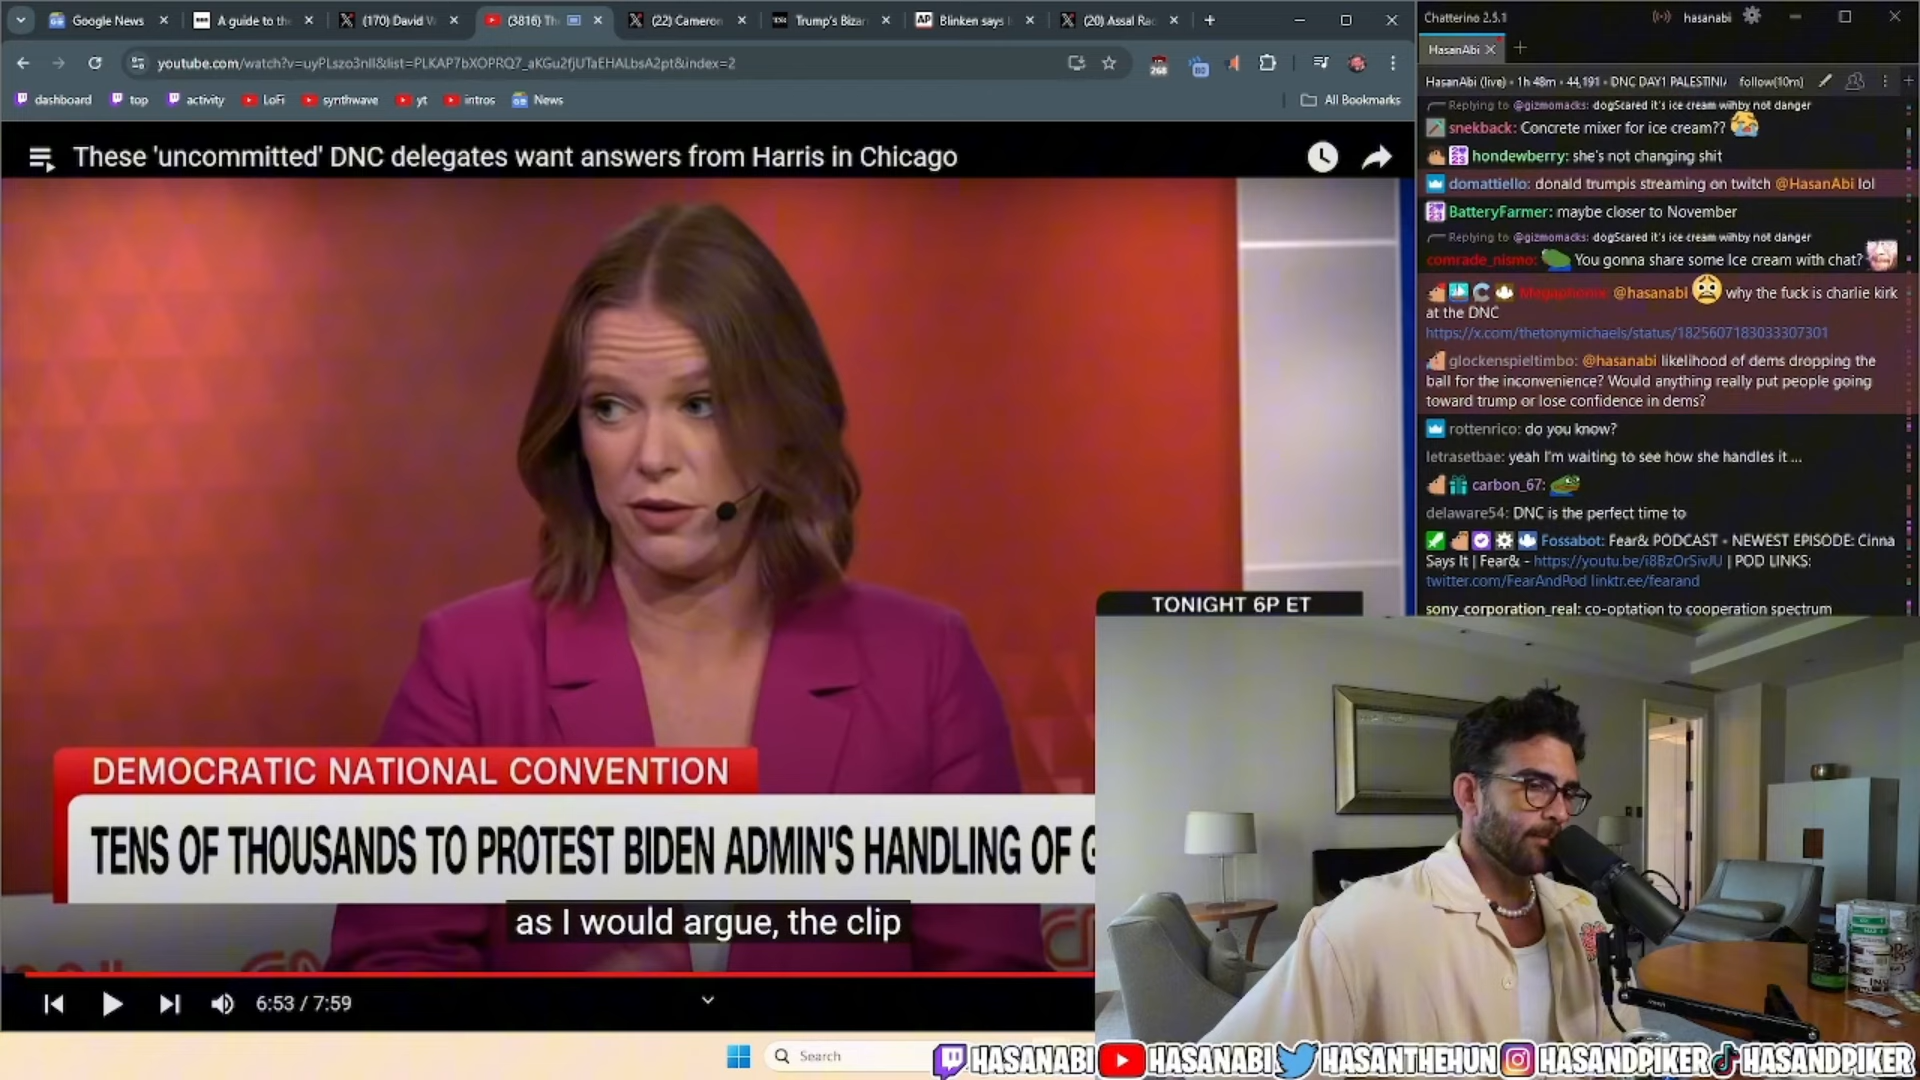 Google News
A guide to the
(170) David W
(3816) Th
(22) Cameron
Trump's Bizar
AP Blinken says
(20) Assal Ra
youtube.com/watch?v=uyPLszo3nlI&list=PLKAP7bXOPRQ7_aKGu2fjUTaEHALbsA2pt&index=2
268
dashboard
top
activity
LoFi
synthwave
yt
intros
News
All Bookmarks
These 'uncommitted' DNC delegates want answers from Harris in Chicago
TONIGHT 6P ET
DEMOCRATIC NATIONAL CONVENTION
TENS OF THOUSANDS TO PROTEST BIDEN ADMIN'S HANDLING OF G
as I would argue, the clip
6:53 / 7:59
Search
Chatterino 2.5.1
hasanabi
HasanAbi
HasanAbi (live) • 1h 48m • 44,191 • DNC DAY1 PALESTINI
follow(10m)
Replying to @gizmomacks: dogScared it's ice cream wihby not danger
snekback: Concrete mixer for ice cream??
hondewberry: she's not changing shit
domattiello: donald trumpis streaming on twitch @HasanAbi lol
BatteryFarmer: maybe closer to November
Replying to @gizmomacks: dogScared it's ice cream wihby not danger
comrade_nismo: You gonna share some Ice cream with chat?
@hasanabi why the fuck is charlie kirk
at the DNC
https://x.com/thetonymichaels/status/1825607183033307301
glockenspieltimbo: @hasanabi likelihood of dems dropping the
ball for the inconvenience? Would anything really put people going
toward trump or lose confidence in dems?
rottenrico: do you know?
letrasetbae: yeah I'm waiting to see how she handles it ...
carbon_67:
delaware54: DNC is the perfect time to
Fossabot: Fear& PODCAST • NEWEST EPISODE: Cinna
Says It | Fear& - https://youtu.be/i8BzOrSivJU | POD LINKS:
twitter.com/FearAndPod linktr.ee/fearand
sony_corporation_real: co-optation to cooperation spectrum
HASANABI
HASANABI
HASANTHEHUN
HASANDPIKER
HASANDPIKER